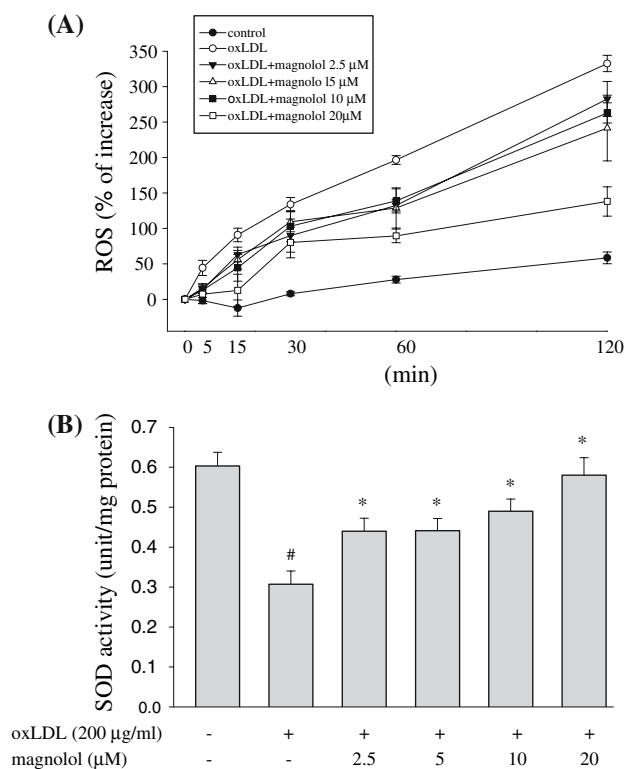 (A)
control
oxLDL
oxLDL+magnolol 2.5 µM
oxLDL+magnolo l5 µM
oxLDL+magnolol 10 µM
oxLDL+magnolol 20µM
350
300
250
200
150
100
50
0
ROS (% of increase)
0 5 15 30 60 120
(min)
(B)
0.7
0.6
0.5
0.4
0.3
0.2
0.1
0.0
SOD activity (unit/mg protein)
# * * * *
oxLDL (200 µg/ml) - + + + + +
magnolol (µM) - - 2.5 5 10 20